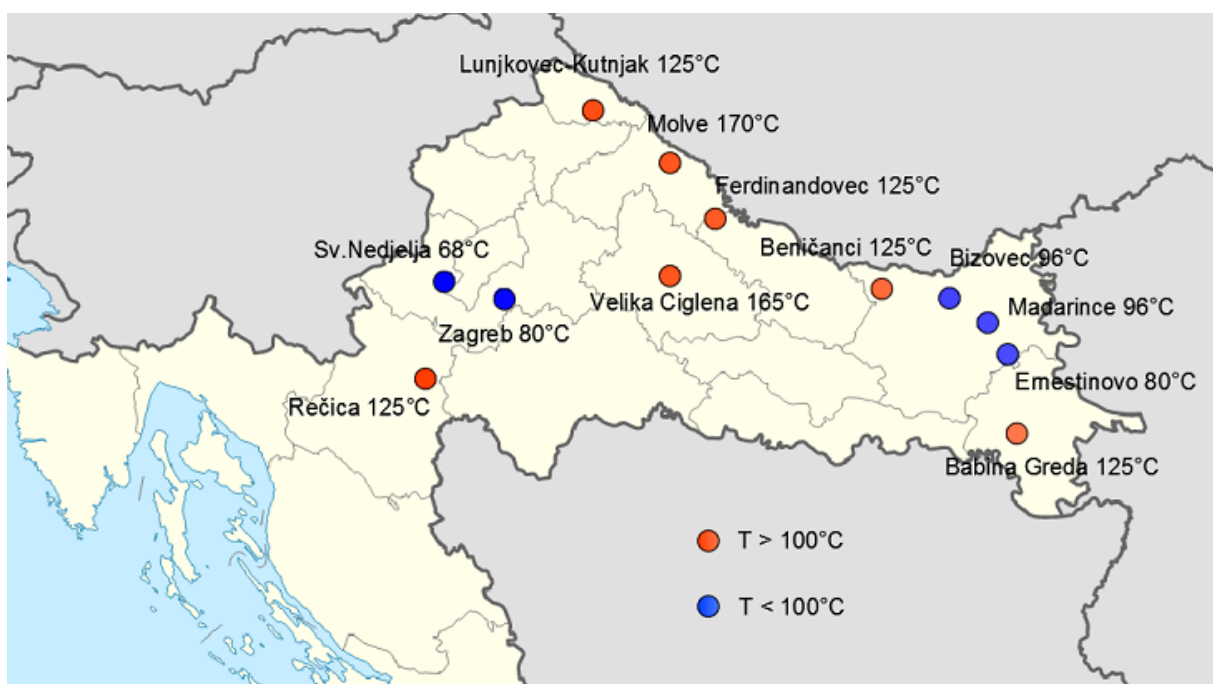 Lunjkovec-Kutnjak 125°C
Molve 170°C
Ferdinandovec 125°C
Beničanci 125°C
Sv.Nedjelja 68°C
Bizovec 96°C
Velika Ciglena 165°C
Madarince 96°C
Zagreb 80°C
Ernestinovo 80°C
Rečica 125°C
Babina Greda 125°C
T > 100°C
T < 100°C